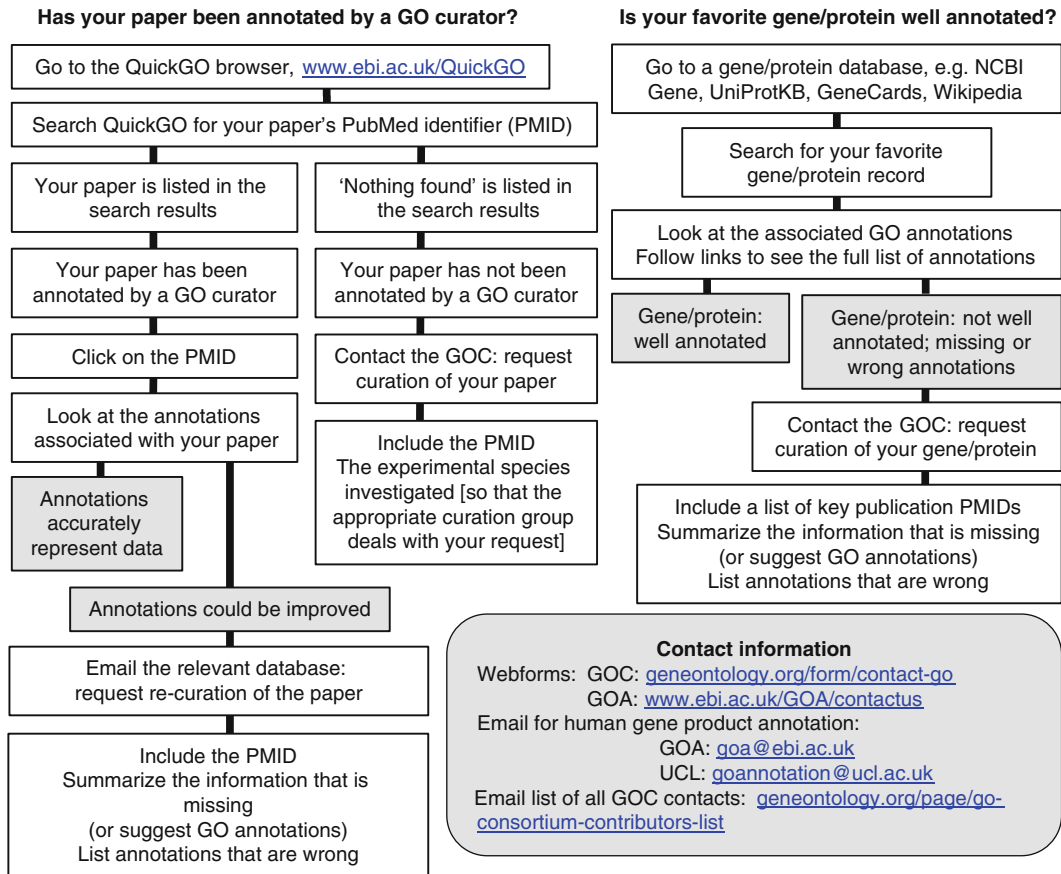 Has your paper been annotated by a GO curator?
Go to the QuickGO browser, www.ebi.ac.uk/QuickGO
Search QuickGO for your paper's PubMed identifier (PMID)
Your paper is listed in the
search results
Your paper has been
annotated by a GO curator
Click on the PMID
Look at the annotations
associated with your paper
Annotations
accurately
represent data
Annotations could be improved
Email the relevant database:
request re-curation of the paper
Include the PMID
Summarize the information that is
missing
(or suggest GO annotations)
List annotations that are wrong
'Nothing found' is listed in
the search results
Your paper has not been
annotated by a GO curator
Contact the GOC: request
curation of your paper
Include the PMID
The experimental species
investigated [so that the
appropriate curation group
deals with your request]
Is your favorite gene/protein well annotated?
Go to a gene/protein database, e.g. NCBI
Gene, UniProtKB, GeneCards, Wikipedia
Search for your favorite
gene/protein record
Look at the associated GO annotations
Follow links to see the full list of annotations
Gene/protein:
well annotated
Gene/protein: not well
annotated; missing or
wrong annotations
Contact the GOC: request
curation of your gene/protein
Include a list of key publication PMIDs
Summarize the information that is missing
(or suggest GO annotations)
List annotations that are wrong
Contact information
Webforms: GOC: geneontology.org/form/contact-go
GOA: www.ebi.ac.uk/GOA/contactus
Email for human gene product annotation:
GOA: goa@ebi.ac.uk
UCL: goannotation@ucl.ac.uk
Email list of all GOC contacts: geneontology.org/page/go-
consortium-contributors-list